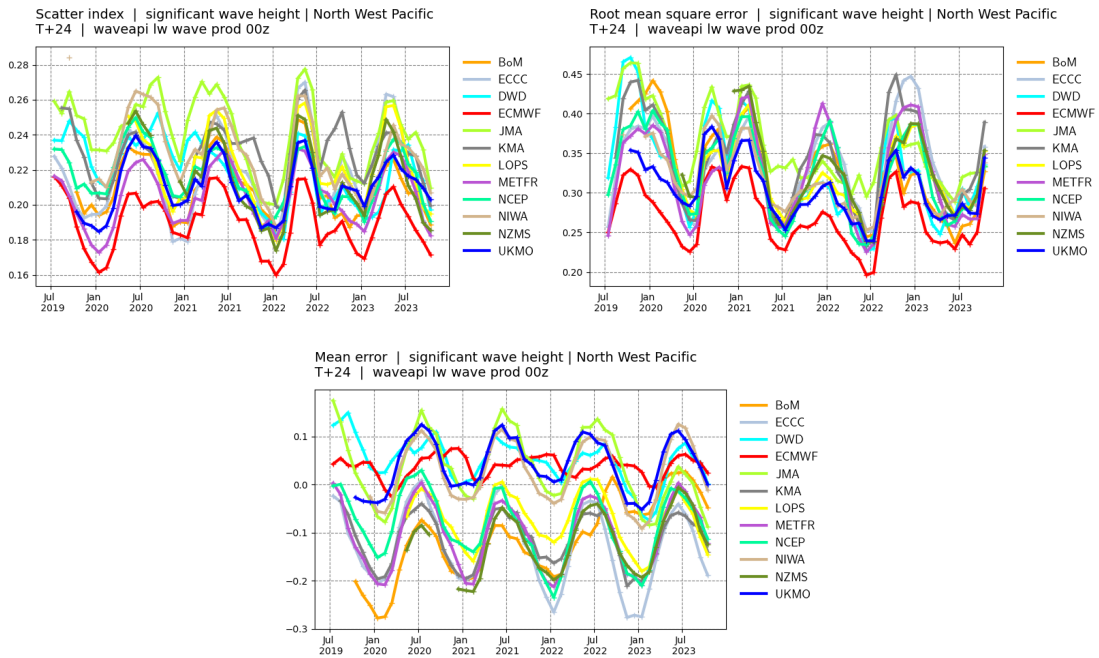 Scatter index | significant wave height | North West Pacific
T+24 | waveapi lw wave prod 00z
0.28
0.26
0.24
0.22
0.20
0.18
0.16
Jul 2019
Jan 2020
Jul 2020
Jan 2021
Jul 2021
Jan 2022
Jul 2022
Jan 2023
Jul 2023
BoM
ECCC
DWD
ECMWF
JMA
KMA
LOPS
METFR
NCEP
NIWA
NZMS
UKMO
Root mean square error | significant wave height | North West Pacific
T+24 | waveapi lw wave prod 00z
0.45
0.40
0.35
0.30
0.25
0.20
Jul 2019
Jan 2020
Jul 2020
Jan 2021
Jul 2021
Jan 2022
Jul 2022
Jan 2023
Jul 2023
BoM
ECCC
DWD
ECMWF
JMA
KMA
LOPS
METFR
NCEP
NIWA
NZMS
UKMO
Mean error | significant wave height | North West Pacific
T+24 | waveapi lw wave prod 00z
0.1
0.0
−0.1
−0.2
−0.3
Jul 2019
Jan 2020
Jul 2020
Jan 2021
Jul 2021
Jan 2022
Jul 2022
Jan 2023
Jul 2023
BoM
ECCC
DWD
ECMWF
JMA
KMA
LOPS
METFR
NCEP
NIWA
NZMS
UKMO